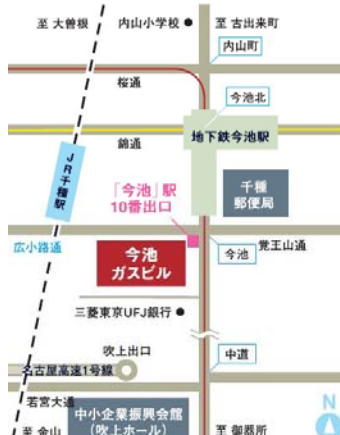 至 大曽根
内山小学校
至 古出来町
内山町
桜通
今池北
地下鉄今池駅
錦通
JR千種駅
千種
郵便局
「今池」駅
10番出口
広小路通
今池
ガスビル
今池
覚王山通
三菱東京UFJ銀行
吹上出口
中道
名古屋高速1号線
若宮大通
中小企業振興会館
(吹上ホール)
至 金山
至 御器所
N